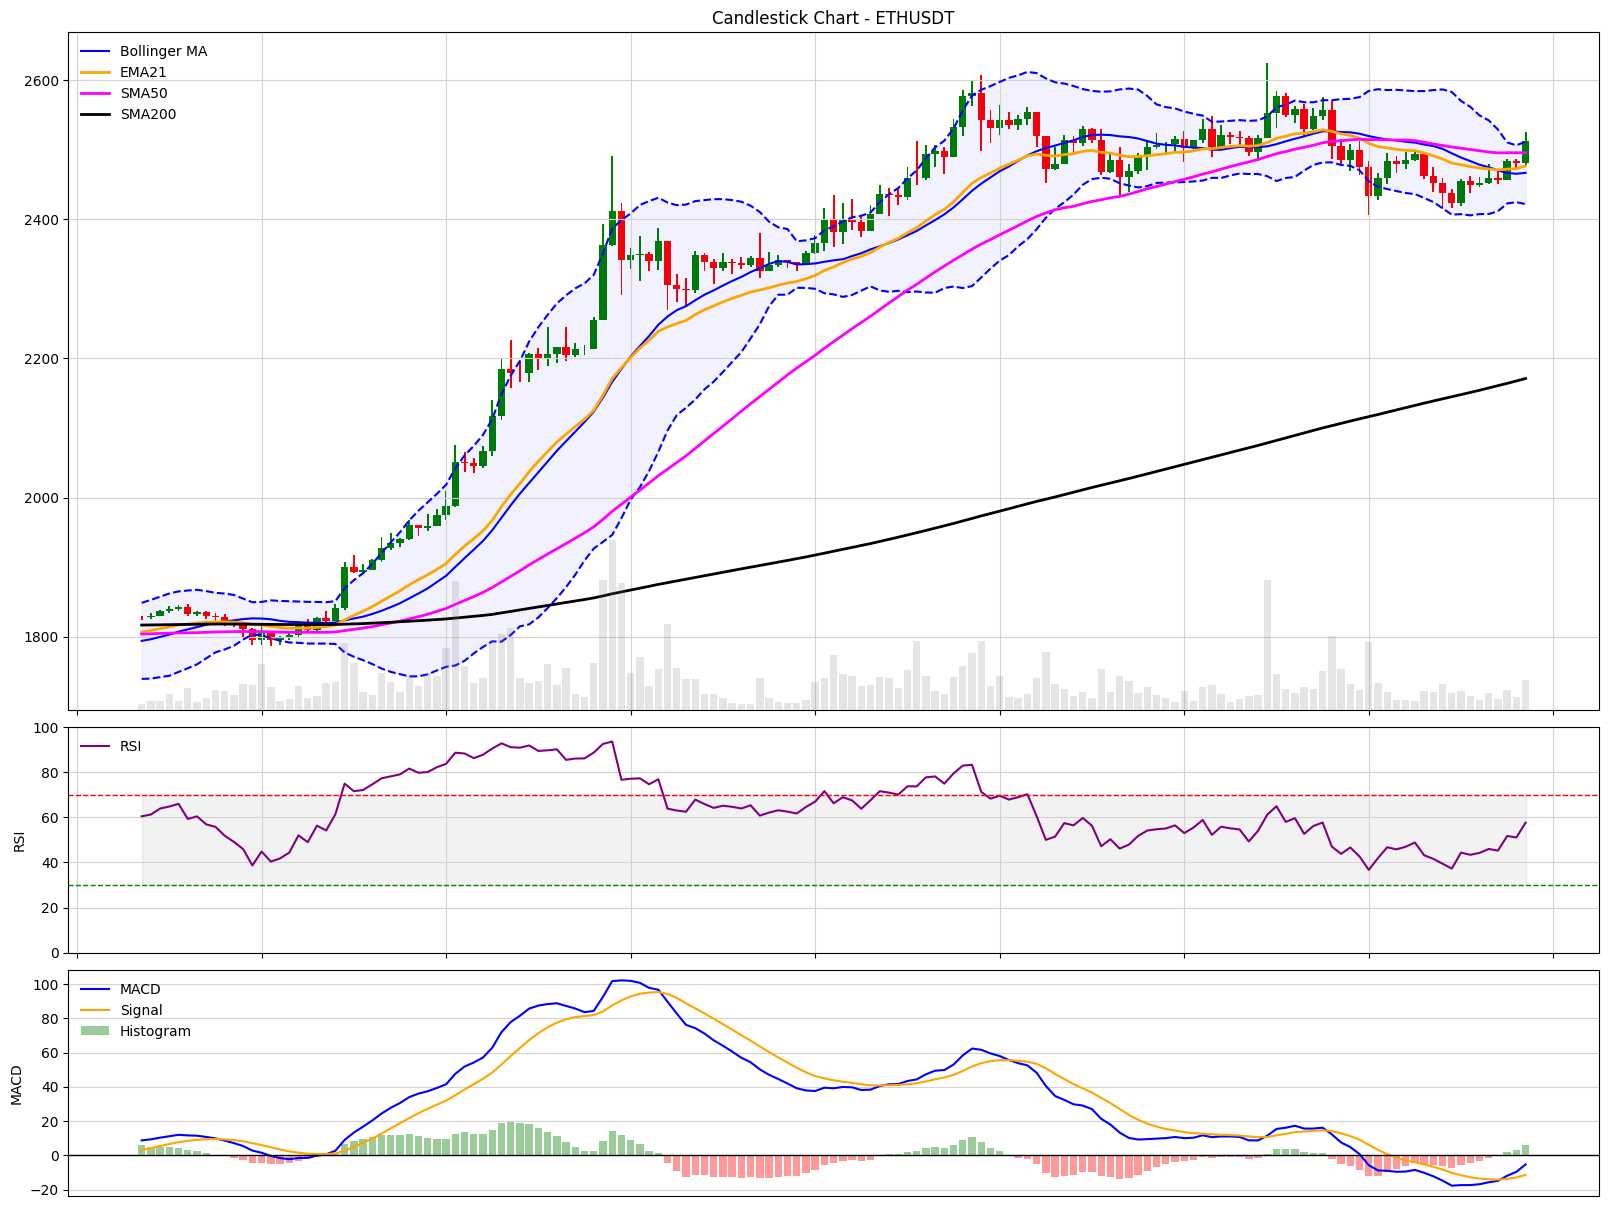 Candlestick Chart - ETHUSDT
Bollinger MA
EMA21
SMA50
SMA200
2600
2400
2200
2000
1800
RSI
100
80
60
40
20
0
RSI
MACD
Signal
Histogram
100
80
60
40
20
0
−20
MACD